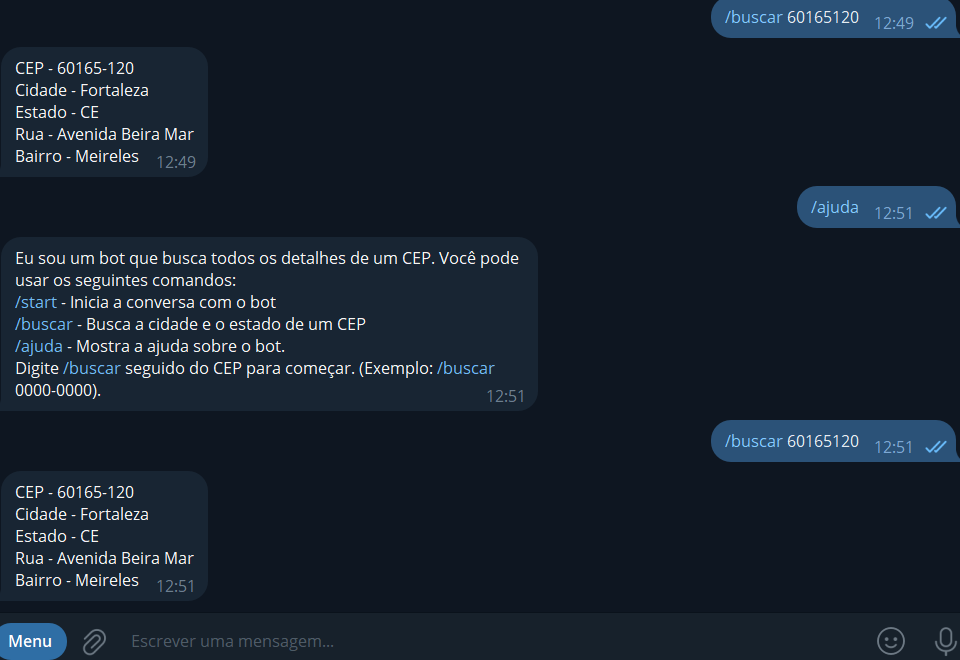 /buscar 60165120 12:49
CEP - 60165-120
Cidade - Fortaleza
Estado - CE
Rua - Avenida Beira Mar
Bairro - Meireles 12:49
/ajuda 12:51
Eu sou um bot que busca todos os detalhes de um CEP. Você pode
usar os seguintes comandos:
/start - Inicia a conversa com o bot
/buscar - Busca a cidade e o estado de um CEP
/ajuda - Mostra a ajuda sobre o bot.
Digite /buscar seguido do CEP para começar. (Exemplo: /buscar
0000-0000). 12:51
/buscar 60165120 12:51
CEP - 60165-120
Cidade - Fortaleza
Estado - CE
Rua - Avenida Beira Mar
Bairro - Meireles 12:51
Menu Escrever uma mensagem...